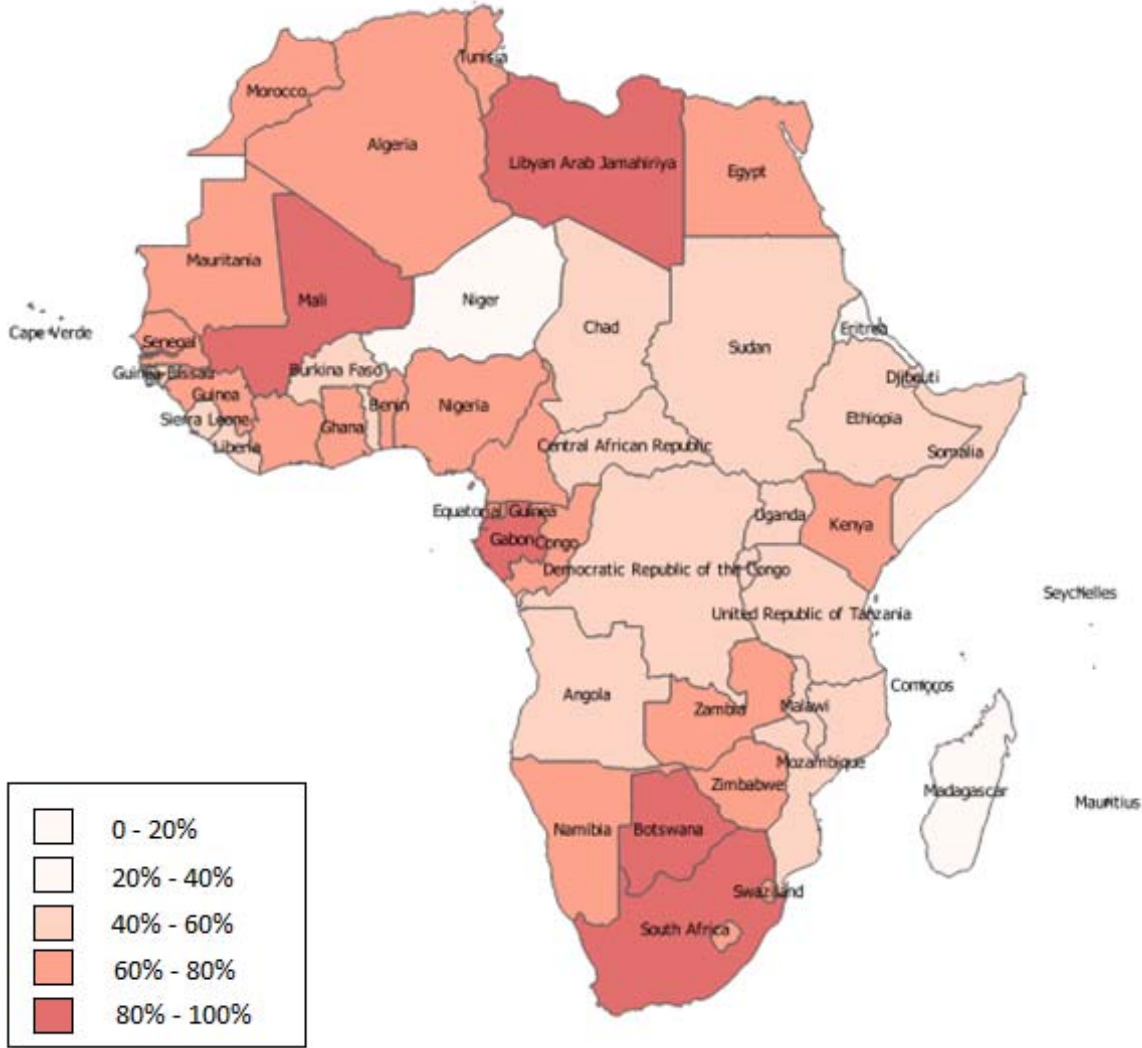 Tunisia
Morocco
Algeria
Libyan Arab Jamahiriya
Egypt
Mauritania
Mali
Niger
Chad
Sudan
Eritrea
Cape Verde
Senegal
Guinea-Bissau
Burkina Faso
Djibouti
Guinea
Benin
Nigeria
Ethiopia
Sierra Leone
Ghana
Liberia
Central African Republic
Somalia
Equatorial Guinea
Uganda
Kenya
Gabon
Congo
Democratic Republic of the Congo
Seychelles
United Republic of Tanzania
Comoros
Angola
Zambia
Malawi
Mozambique
Zimbabwe
Madagascar
Mauritius
Namibia
Botswana
Swaziland
South Africa
0 - 20%
20% - 40%
40% - 60%
60% - 80%
80% - 100%